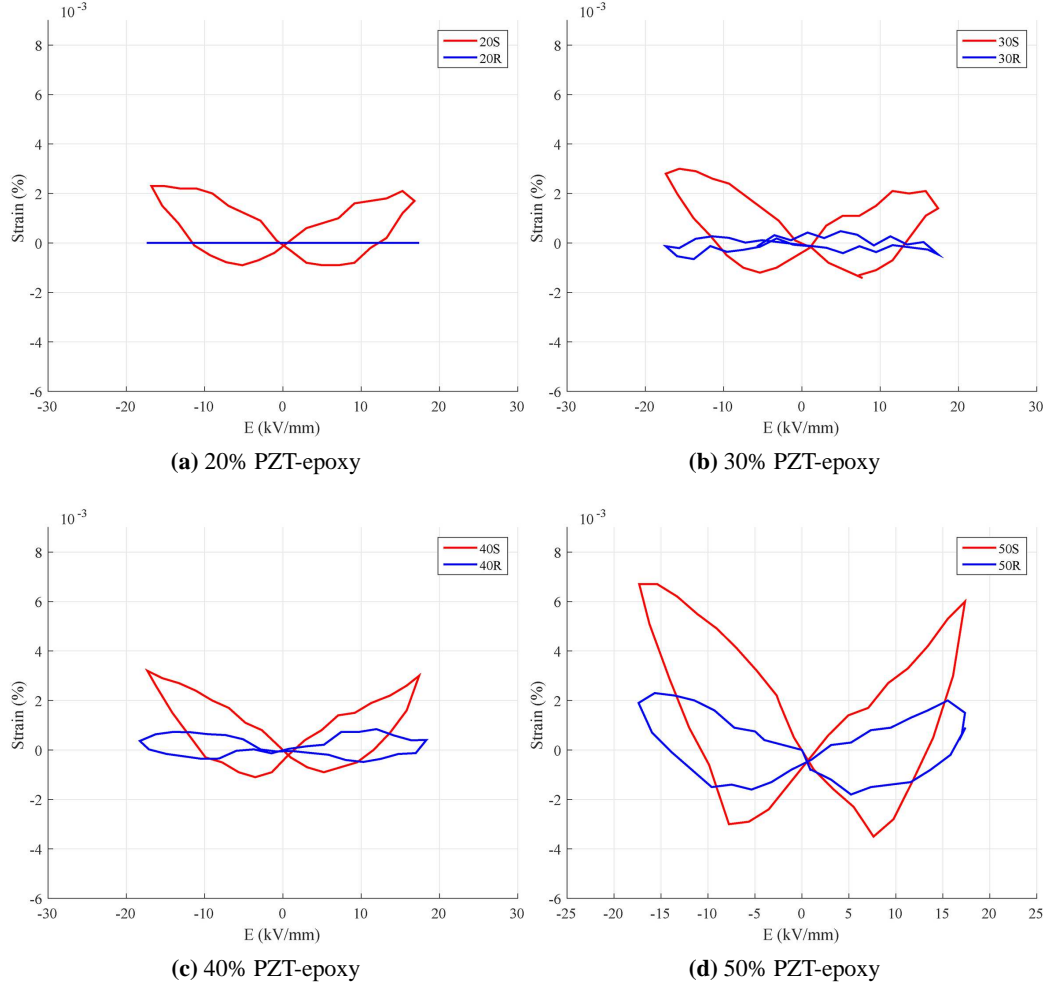 10 -3
8
6
4
2
0
-2
-4
-6
Strain (%)
-30 -20 -10 0 10 20 30
E (kV/mm)
20S
20R
(a) 20% PZT-epoxy
10 -3
8
6
4
2
0
-2
-4
-6
Strain (%)
-30 -20 -10 0 10 20 30
E (kV/mm)
30S
30R
(b) 30% PZT-epoxy
10 -3
8
6
4
2
0
-2
-4
-6
Strain (%)
-30 -20 -10 0 10 20 30
E (kV/mm)
40S
40R
(c) 40% PZT-epoxy
10 -3
8
6
4
2
0
-2
-4
-6
Strain (%)
-25 -20 -15 -10 -5 0 5 10 15 20 25
E (kV/mm)
50S
50R
(d) 50% PZT-epoxy